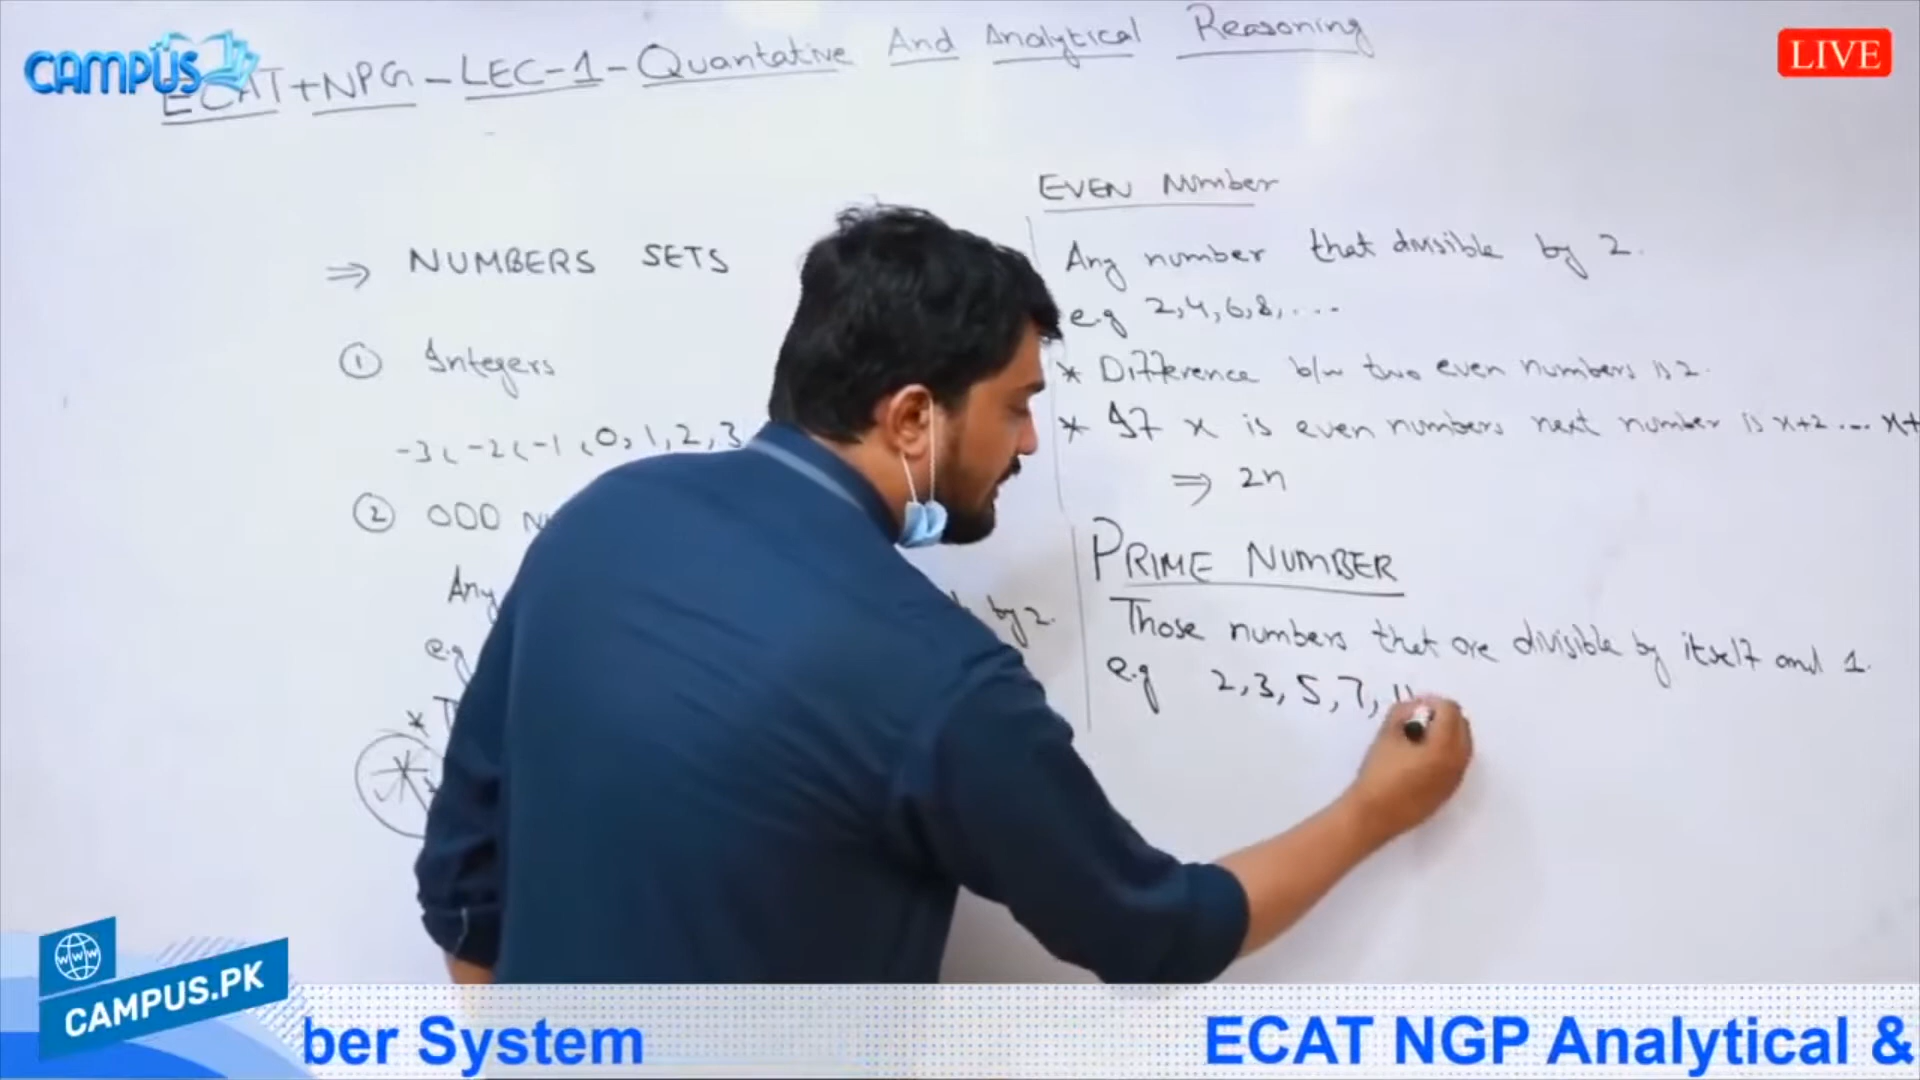 CAMPUS
LIVE
ECAT+NPG-LEC-1-Quantative And Analytical Reasoning
⇒ NUMBERS SETS
① Integers
-3, -2, -1, 0, 1, 2, 3
② ODD
Any by 2.
e.g
*
EVEN Number
Any number that divisible by 2.
e.g 2,4,6,8,....
* Difference b/w two even numbers is 2.
* If x is even numbers next number is x+2 .... x+
⇒ 2n
PRIME NUMBER
Those numbers that are divisible by itself and 1.
e.g 2,3,5,7,11
www
CAMPUS.PK
ber System
ECAT NGP Analytical &